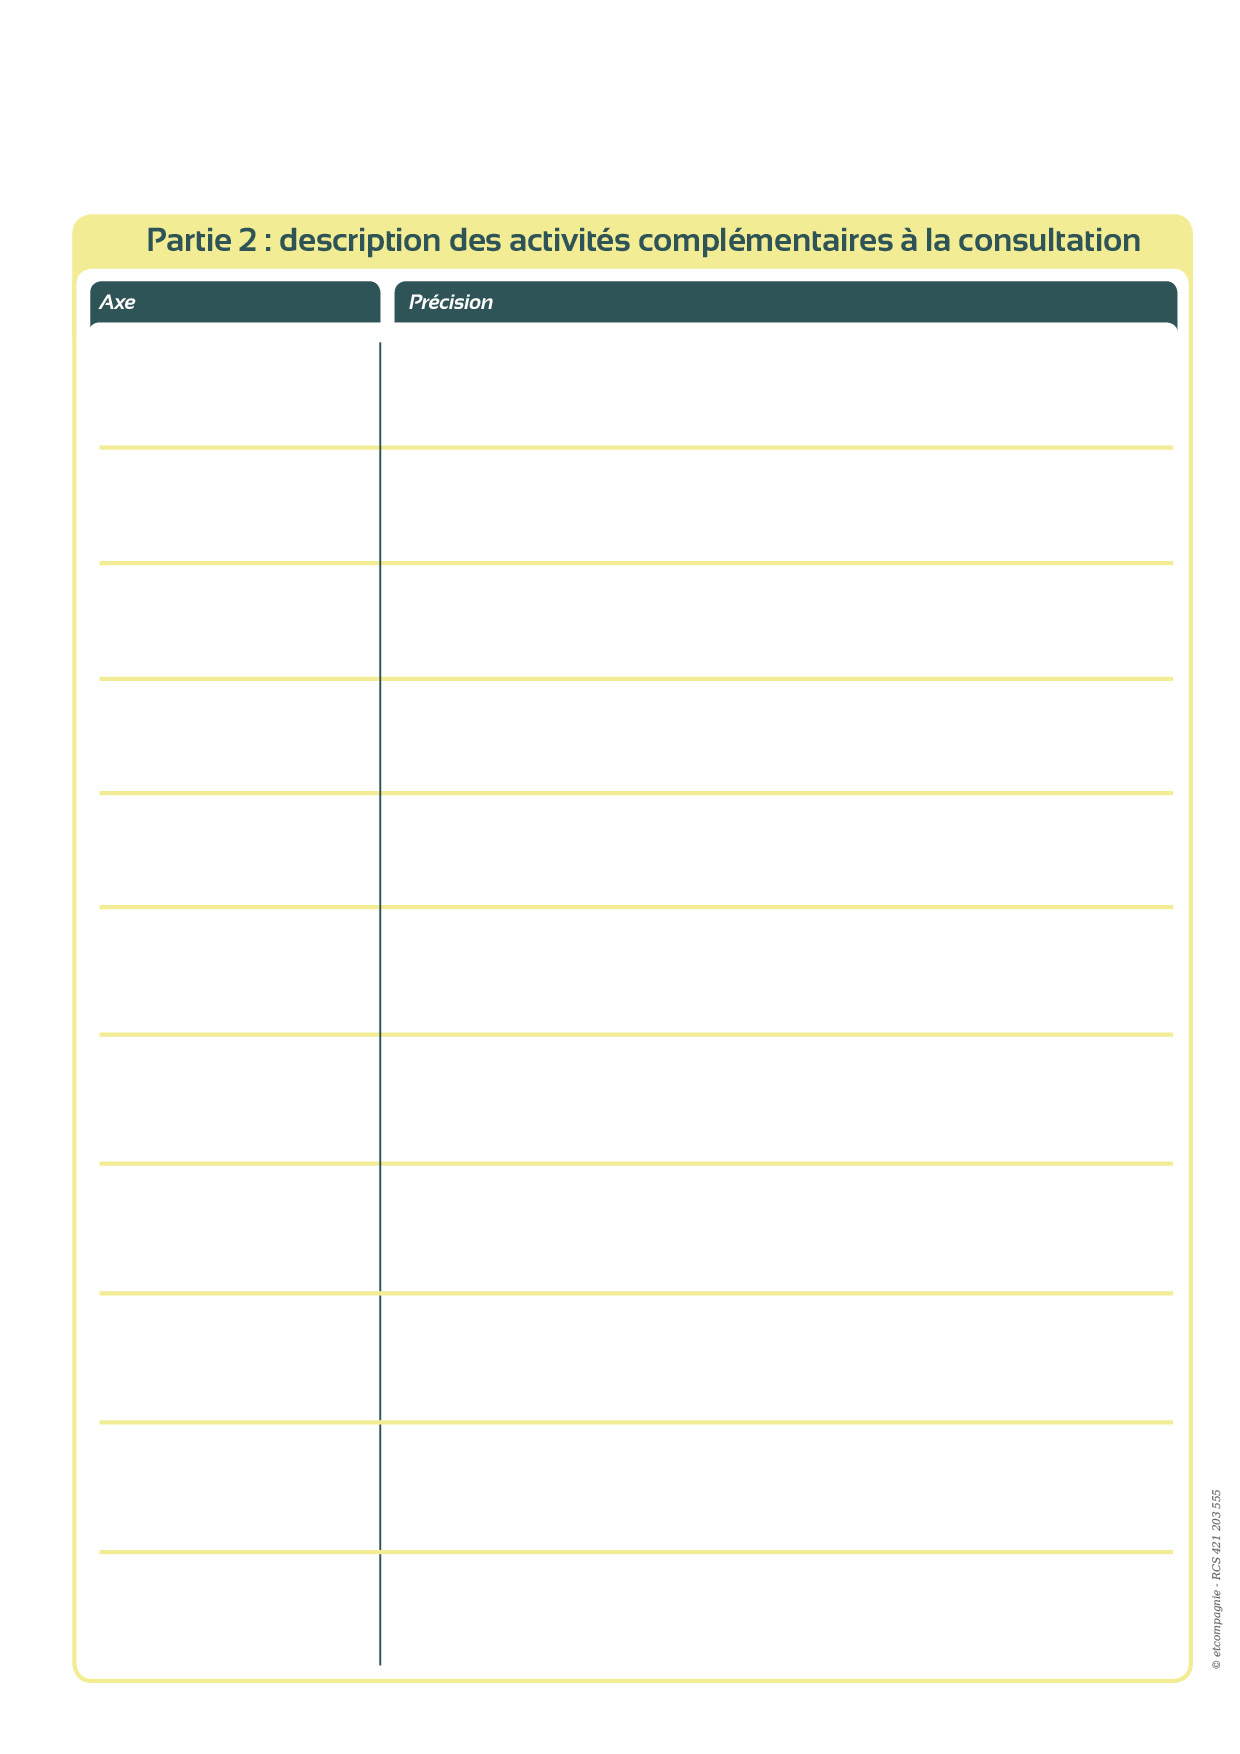 Partie 2 : description des activités complémentaires à la consultation
Axe
Précision
© etcompagnie - RCS 421 203 555